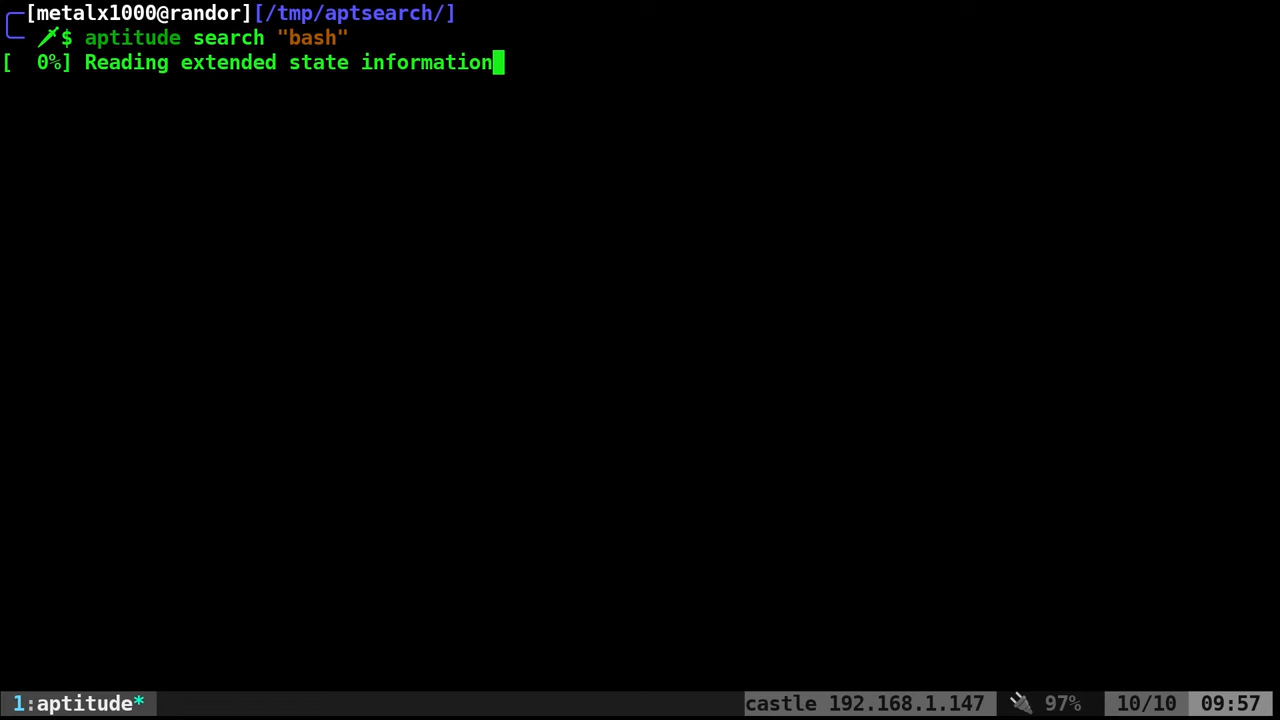 [metalx1000@randor][/tmp/aptsearch/]
$ aptitude search "bash"
[  0%] Reading extended state information
1:aptitude* castle 192.168.1.147 97% 10/10 09:57